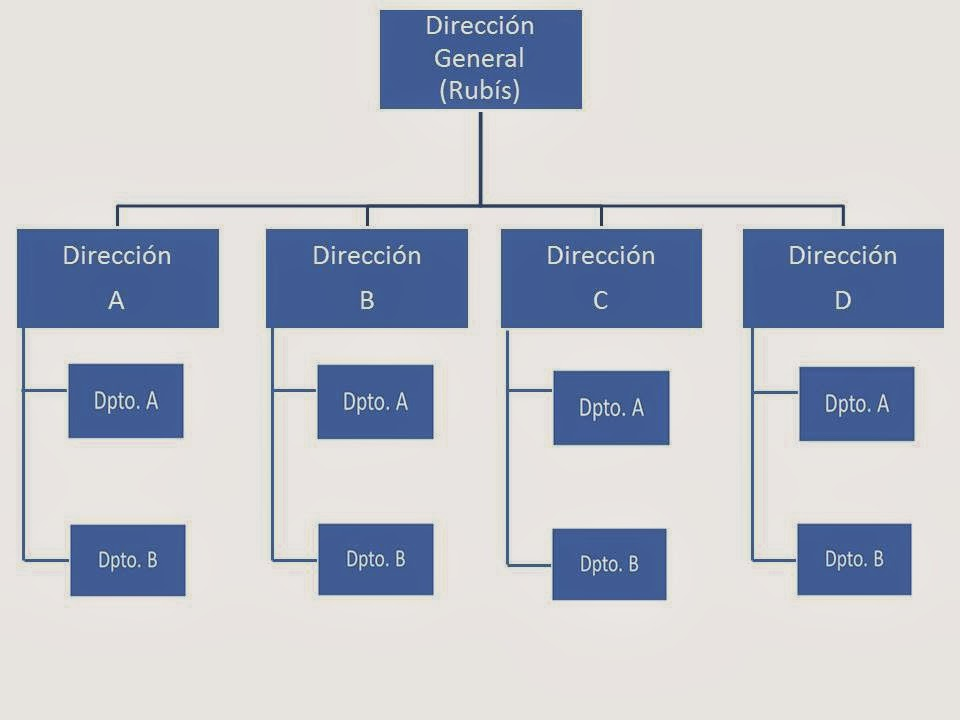 Dirección
General
(Rubís)
Dirección
A
Dirección
B
Dirección
C
Dirección
D
Dpto. A
Dpto. A
Dpto. A
Dpto. A
Dpto. B
Dpto. B
Dpto. B
Dpto. B